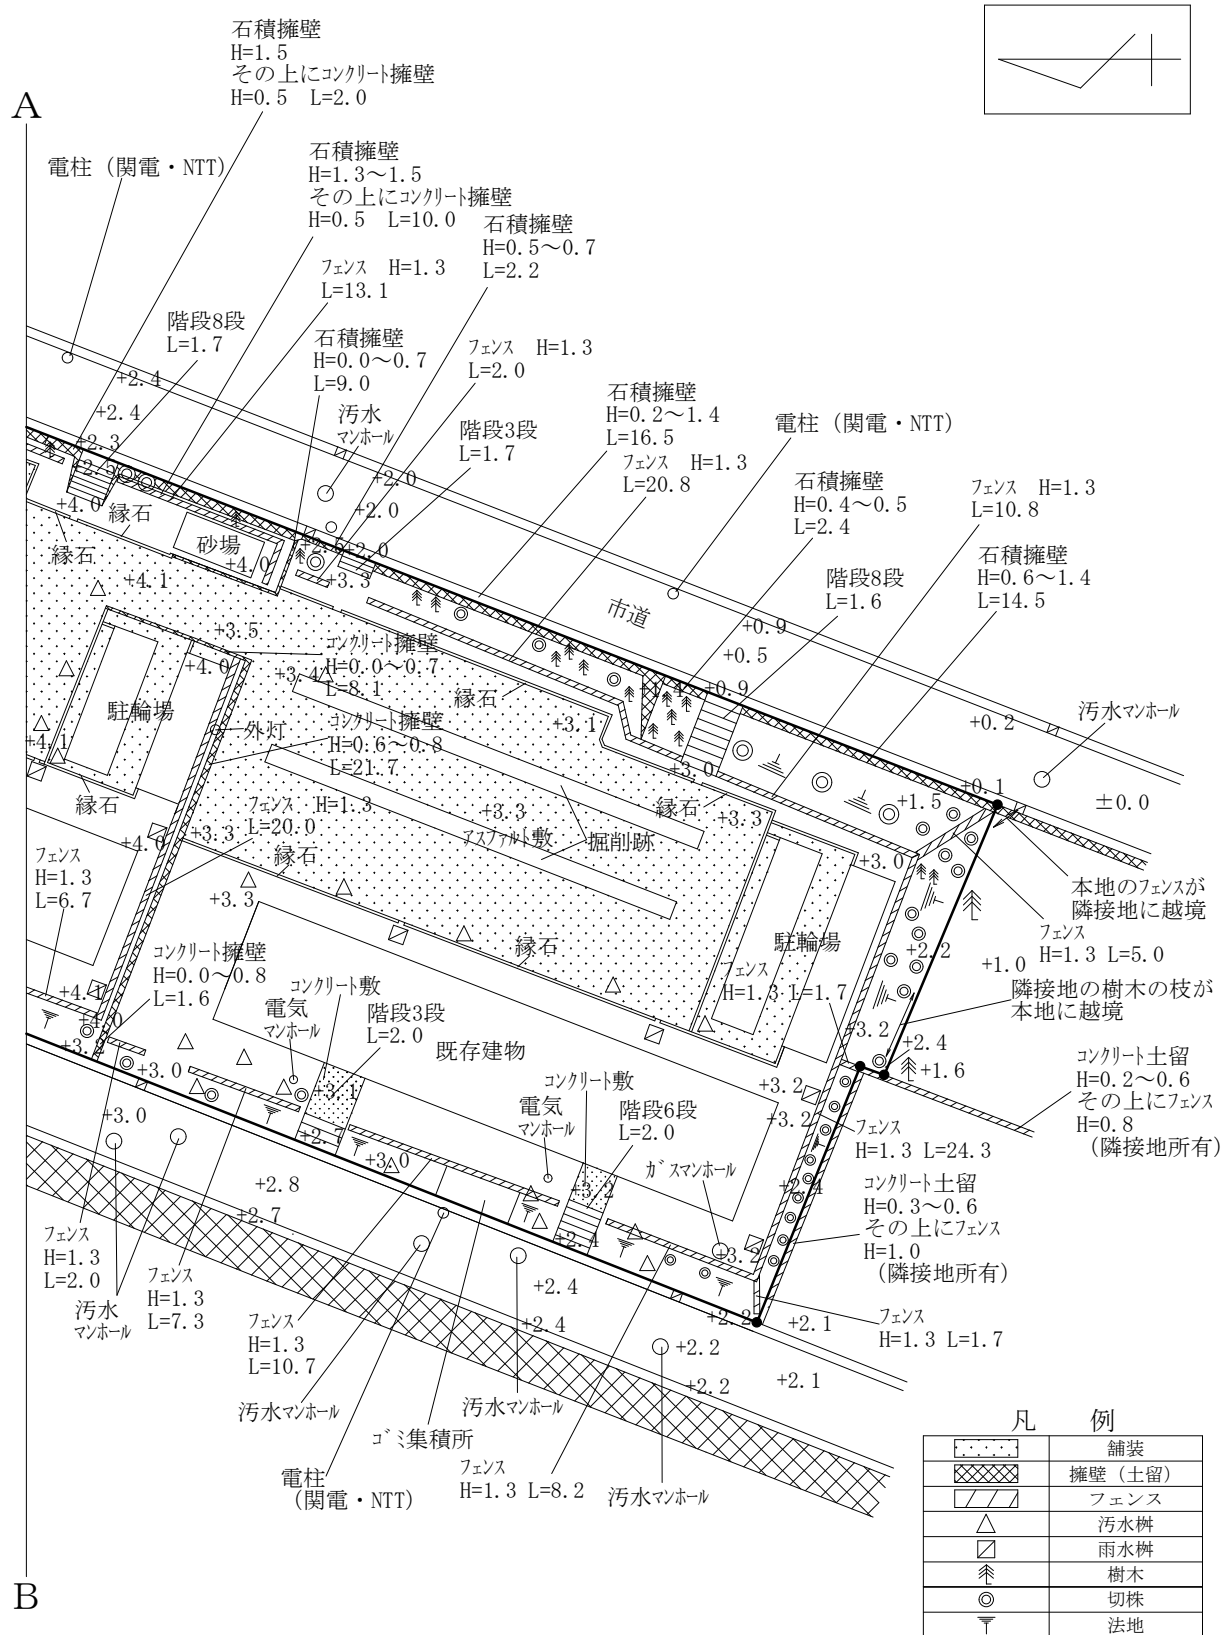 石積擁壁
H=1.5
その上にコンクリート擁壁
H=0.5 L=2.0
A
電柱（関電・NTT）
石積擁壁
H=1.3～1.5
その上にコンクリート擁壁
H=0.5 L=10.0
石積擁壁
H=0.5～0.7
L=2.2
フェンス H=1.3
L=13.1
階段8段
L=1.7
石積擁壁
H=0.0～0.7
L=9.0
フェンス H=1.3
L=2.0
汚水
マンホール
階段3段
L=1.7
石積擁壁
H=0.2～1.4
L=16.5
フェンス H=1.3
L=20.8
電柱（関電・NTT）
石積擁壁
H=0.4～0.5
L=2.4
フェンス H=1.3
L=10.8
石積擁壁
H=0.6～1.4
L=14.5
階段8段
L=1.6
+2.4
+2.4
+2.3
+2.5
+4.0
縁石
縁石
砂場
+4.0
+4.1
+2.0
+2.0
+2.0
+3.3
市道
+0.9
+0.5
+0.2
汚水マンホール
±0.0
+0.1
+3.5
+4.0
コンクリート擁壁
H=0.0～0.7
L=8.1
+3.4
縁石
+3.1
+1.4
+0.9
+3.0
駐輪場
外灯
コンクリート擁壁
H=0.6～0.8
L=21.7
+4.1
縁石
フェンス H=1.3
L=20.0
+3.3
+4.0
+3.3
アスファルト敷
掘削跡
縁石
縁石
+3.3
+1.5
+3.0
フェンス
H=1.3
L=6.7
+3.3
縁石
駐輪場
本地のフェンスが
隣接地に越境
フェンス
H=1.3 L=5.0
+2.2
+1.0
隣接地の樹木の枝が
本地に越境
フェンス
H=1.3 L=1.7
コンクリート擁壁
H=0.0～0.8
L=1.6
+4.1
+4.0
+3.2
+3.0
+3.0
コンクリート敷
電気
マンホール
階段3段
L=2.0
既存建物
+3.1
+2.7
+3.0
+3.2
+2.4
+1.6
+3.2
+3.2
コンクリート敷
電気
マンホール
階段6段
L=2.0
ガスマンホール
+3.2
+2.4
+3.2
+2.4
コンクリート土留
H=0.2～0.6
その上にフェンス
H=0.8
（隣接地所有）
フェンス
H=1.3 L=24.3
コンクリート土留
H=0.3～0.6
その上にフェンス
H=1.0
（隣接地所有）
フェンス
H=1.3 L=1.7
+2.8
+2.7
+2.4
+2.4
+2.2
+2.1
+2.2
+2.2
+2.1
フェンス
H=1.3
L=2.0
汚水
マンホール
フェンス
H=1.3
L=7.3
フェンス
H=1.3
L=10.7
汚水マンホール
電柱
（関電・NTT）
ゴミ集積所
汚水マンホール
フェンス
H=1.3 L=8.2
汚水マンホール
B
凡 例
舗装
擁壁（土留）
フェンス
汚水桝
雨水桝
樹木
切株
法地